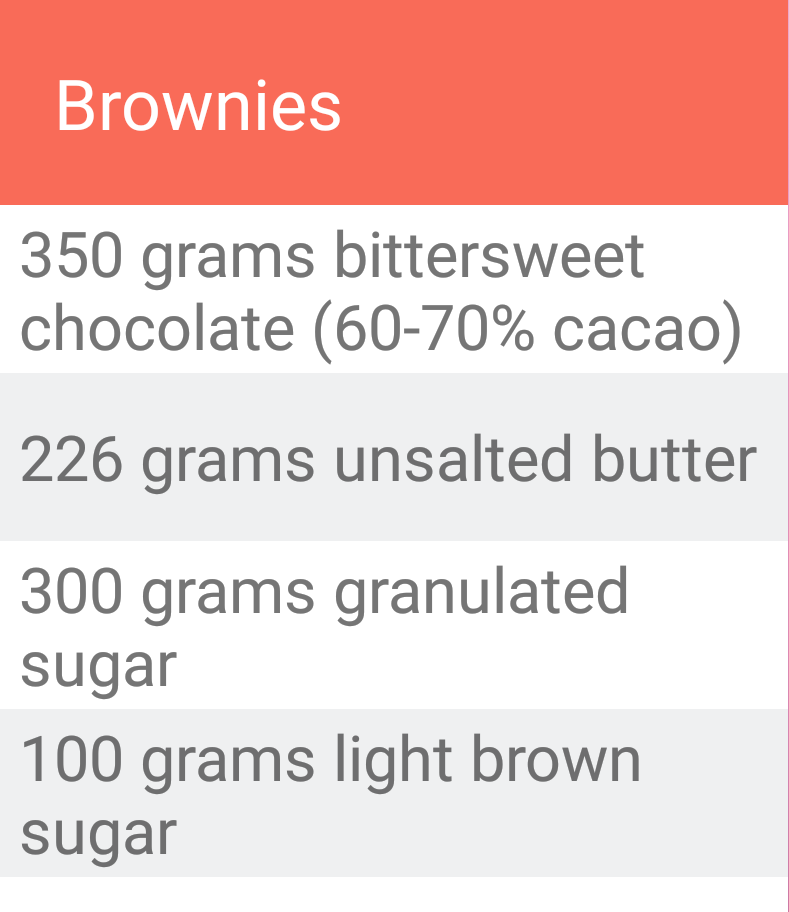 Brownies
350 grams bittersweet
chocolate (60-70% cacao)
226 grams unsalted butter
300 grams granulated
sugar
100 grams light brown
sugar